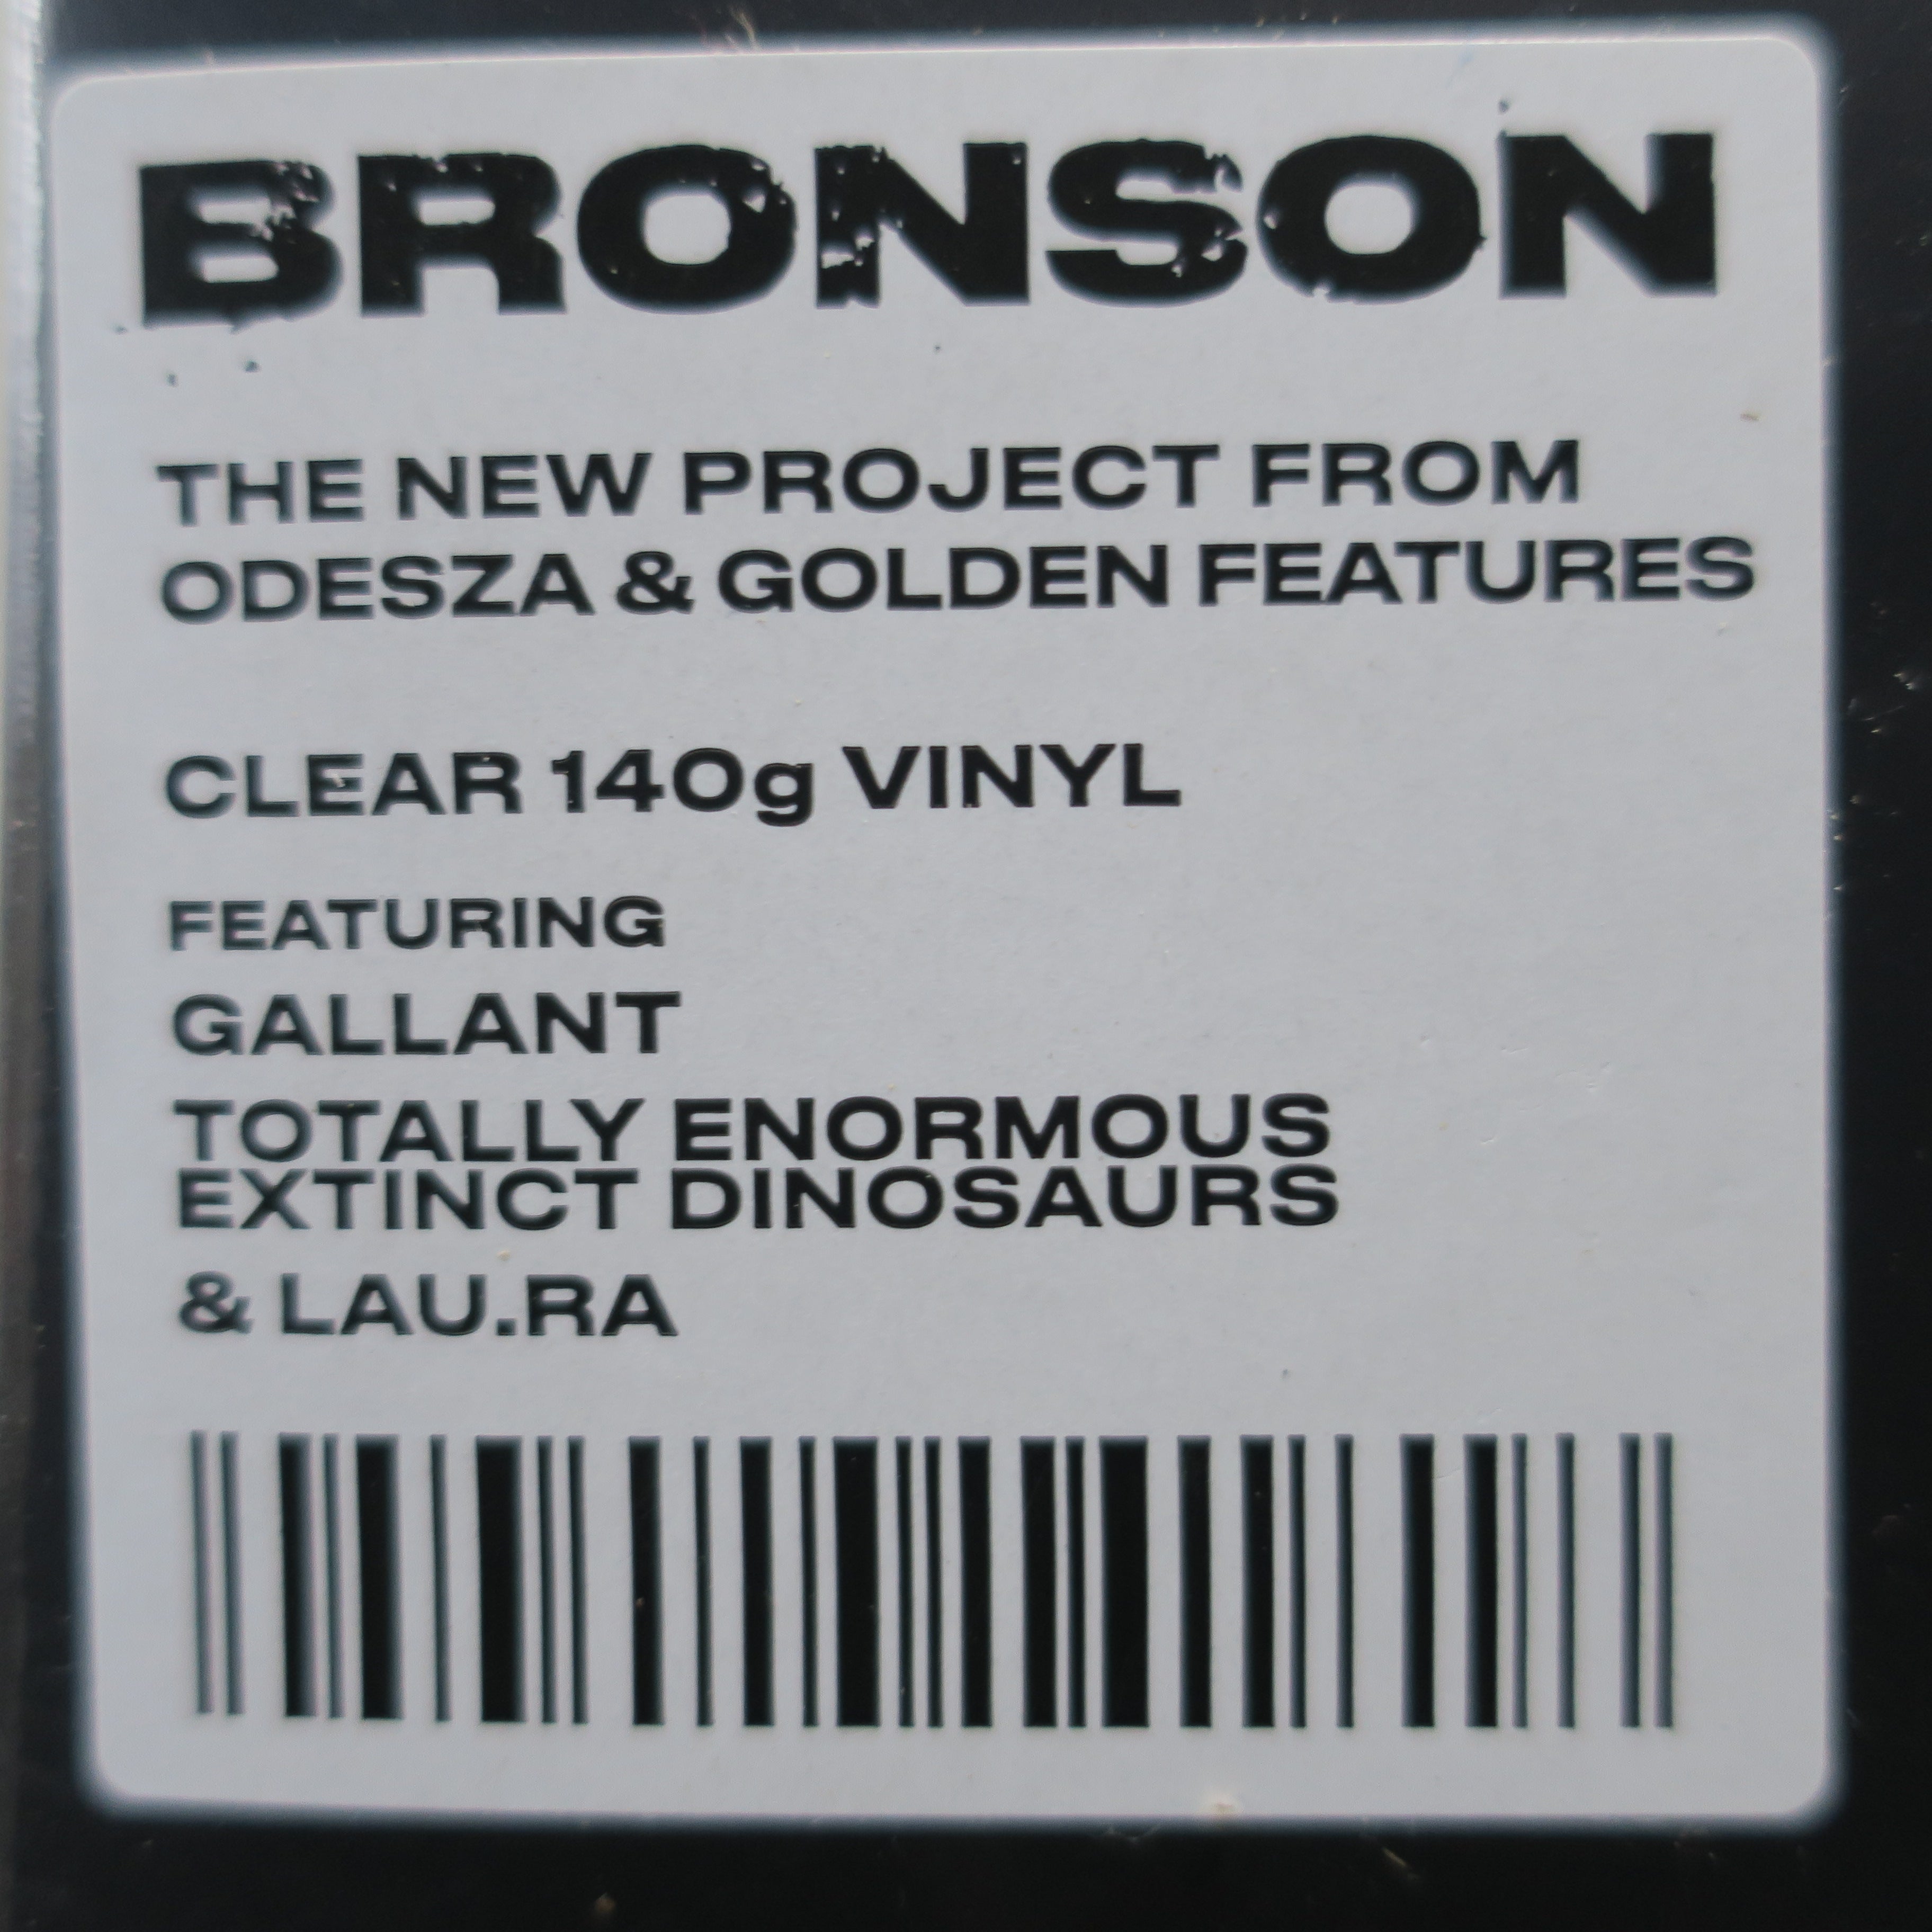 BRONSON
THE NEW PROJECT FROM
ODESZA & GOLDEN FEATURES
CLEAR 140g VINYL
FEATURING
GALLANT
TOTALLY ENORMOUS
EXTINCT DINOSAURS
& LAU.RA